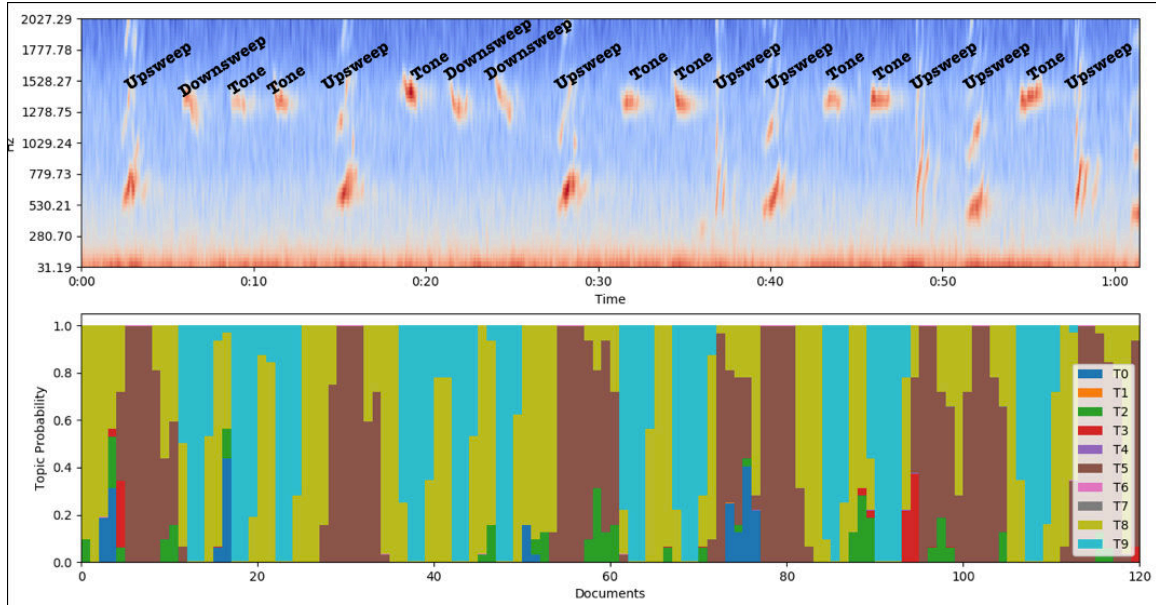 2027.29
1777.78
1528.27
1278.75
1029.24
779.73
530.21
280.70
31.19
Hz
Upsweep
Downsweep
Tone
Tone
Upsweep
Tone
Downsweep
Downsweep
Upsweep
Tone
Tone
Upsweep
Upsweep
Tone
Tone
Upsweep
Upsweep
Tone
Upsweep
0:00
0:10
0:20
0:30
0:40
0:50
1:00
Time
1.0
0.8
0.6
0.4
0.2
0.0
Topic Probability
T0
T1
T2
T3
T4
T5
T6
T7
T8
T9
0
20
40
60
80
100
120
Documents